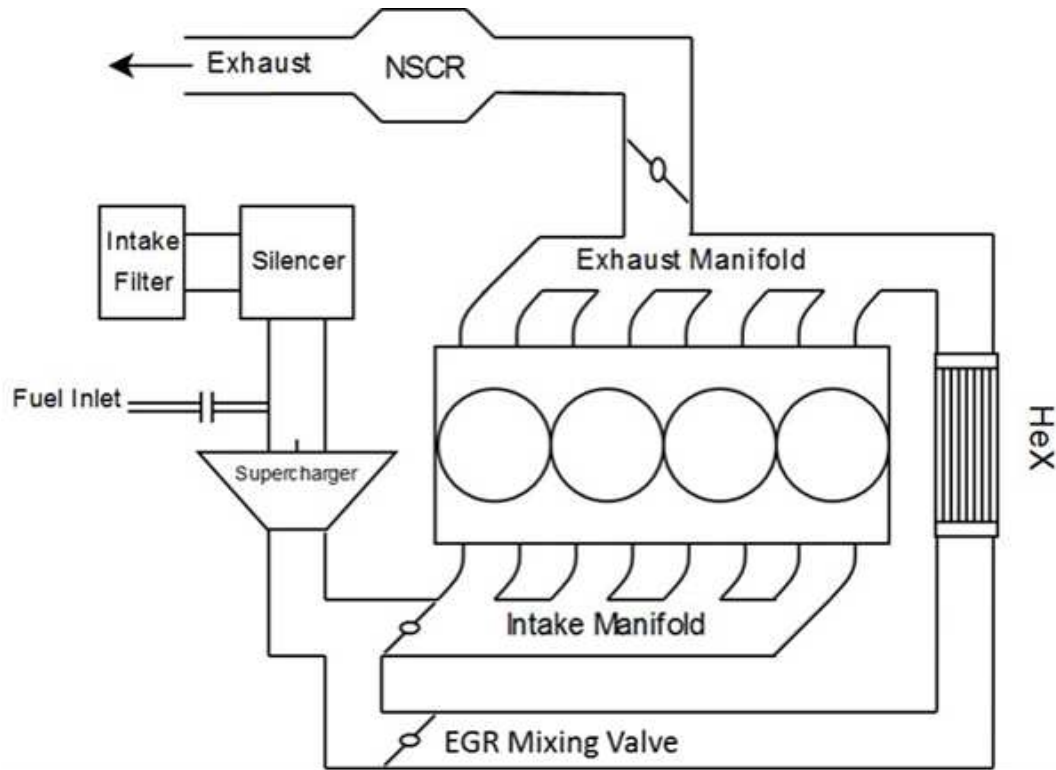 Exhaust
NSCR
Intake
Filter
Silencer
Exhaust Manifold
Fuel Inlet
Supercharger
HeX
Intake Manifold
EGR Mixing Valve